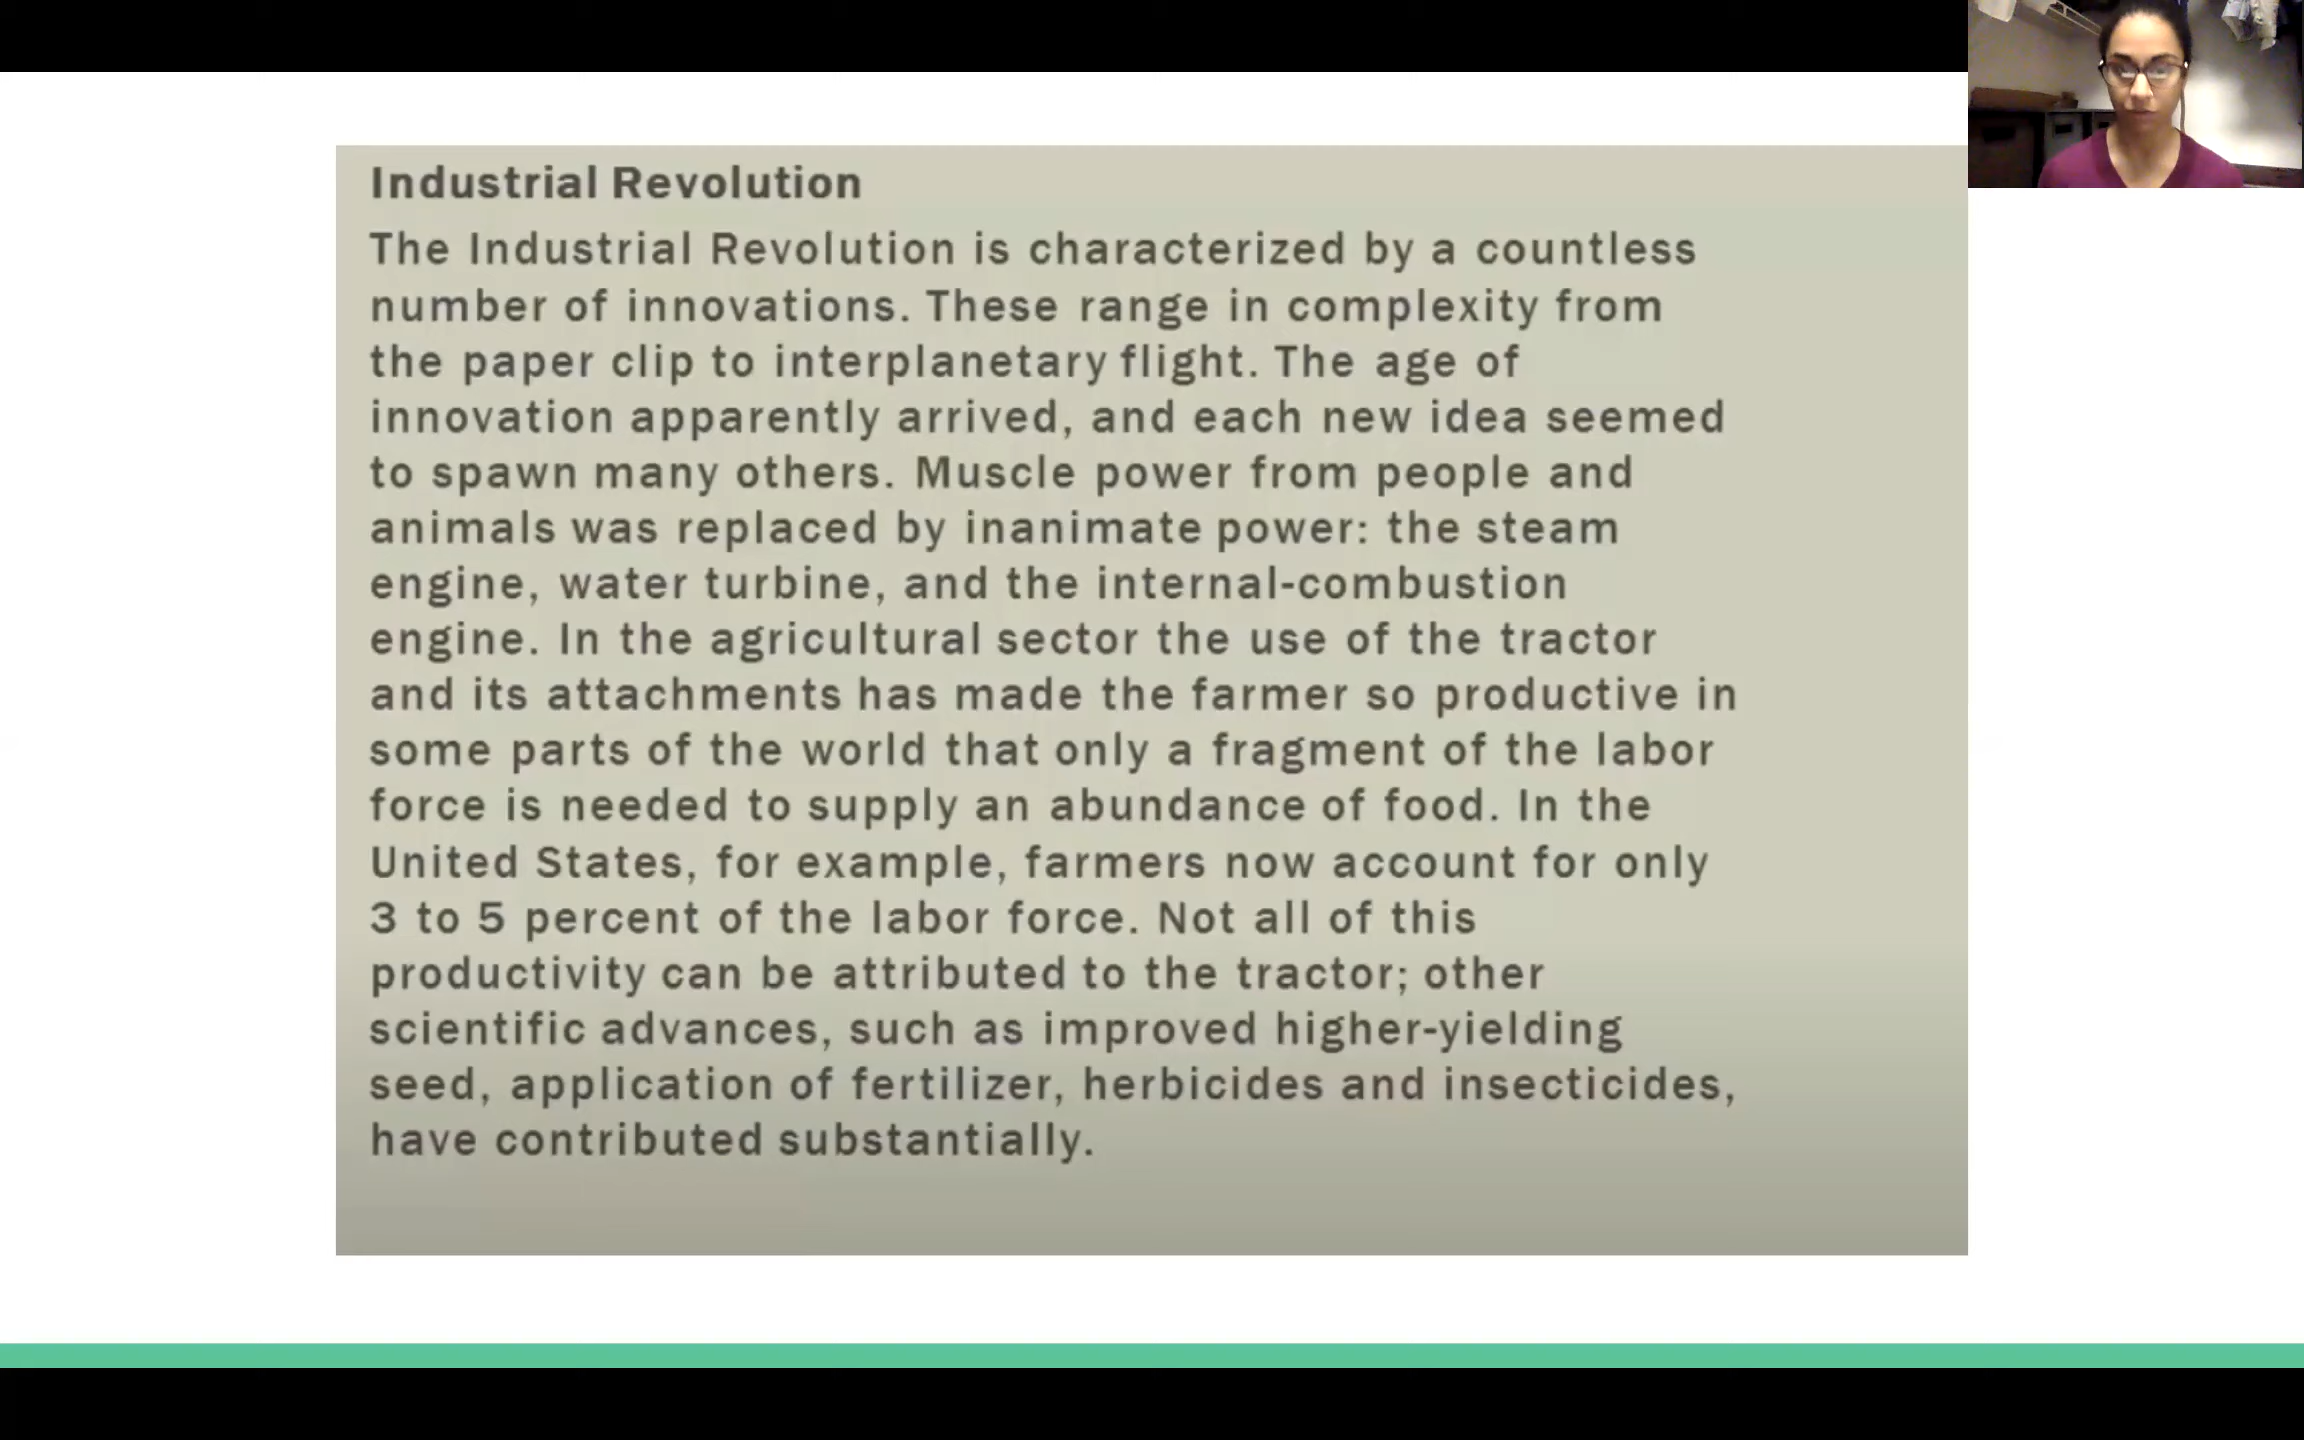 Industrial Revolution
The Industrial Revolution is characterized by a countless
number of innovations. These range in complexity from
the paper clip to interplanetary flight. The age of
innovation apparently arrived, and each new idea seemed
to spawn many others. Muscle power from people and
animals was replaced by inanimate power: the steam
engine, water turbine, and the internal-combustion
engine. In the agricultural sector the use of the tractor
and its attachments has made the farmer so productive in
some parts of the world that only a fragment of the labor
force is needed to supply an abundance of food. In the
United States, for example, farmers now account for only
3 to 5 percent of the labor force. Not all of this
productivity can be attributed to the tractor; other
scientific advances, such as improved higher-yielding
seed, application of fertilizer, herbicides and insecticides,
have contributed substantially.